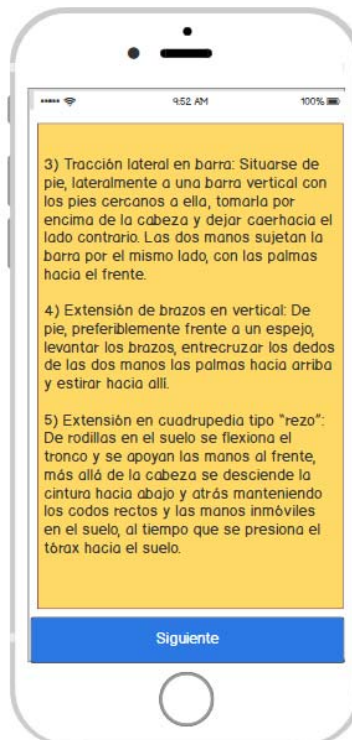 9:52 AM
100%
3) Tracción lateral en barra: Situarse de
pie, lateralmente a una barra vertical con
los pies cercanos a ella, tomarla por
encima de la cabeza y dejar caerhacia el
lado contrario. Las dos manos sujetan la
barra por el mismo lado, con las palmas
hacia el frente.
4) Extensión de brazos en vertical: De
pie, preferiblemente frente a un espejo,
levantar los brazos, entrecruzar los dedos
de las dos manos las palmas hacia arriba
y estirar hacia allí.
5) Extensión en cuadrupedia tipo "rezo":
De rodillas en el suelo se flexiona el
tronco y se apoyan las manos al frente,
más allá de la cabeza se desciende la
cintura hacia abajo y atrás manteniendo
los codos rectos y las manos inmóviles
en el suelo, al tiempo que se presiona el
tórax hacia el suelo.
Siguiente